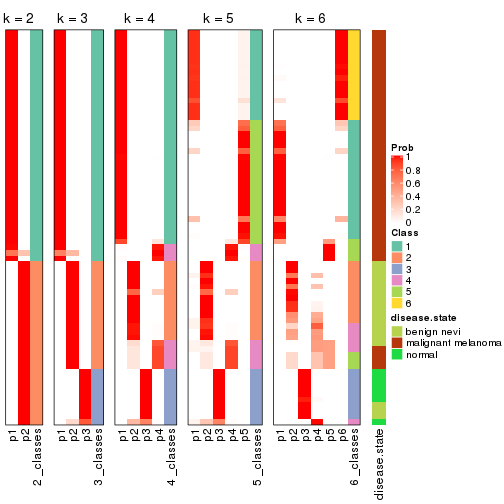 k = 2 k = 3 k = 4 k = 5 k = 6
Prob
1
0.8
0.6
0.4
0.2
0
Class
1
2
3
4
5
6
disease.state
benign nevi
malignant melanoma
normal
p1 p2 2_classes p1 p2 p3 3_classes p1 p2 p3 p4 4_classes p1 p2 p3 p4 p5 5_classes p1 p2 p3 p4 p5 p6 6_classes disease.state